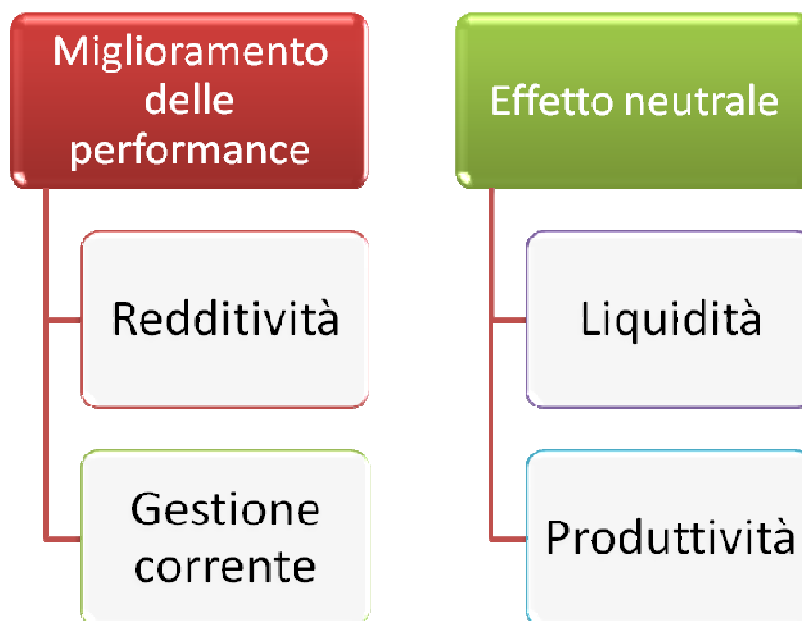 Miglioramento
delle
performance
Redditività
Gestione
corrente
Effetto neutrale
Liquidità
Produttività